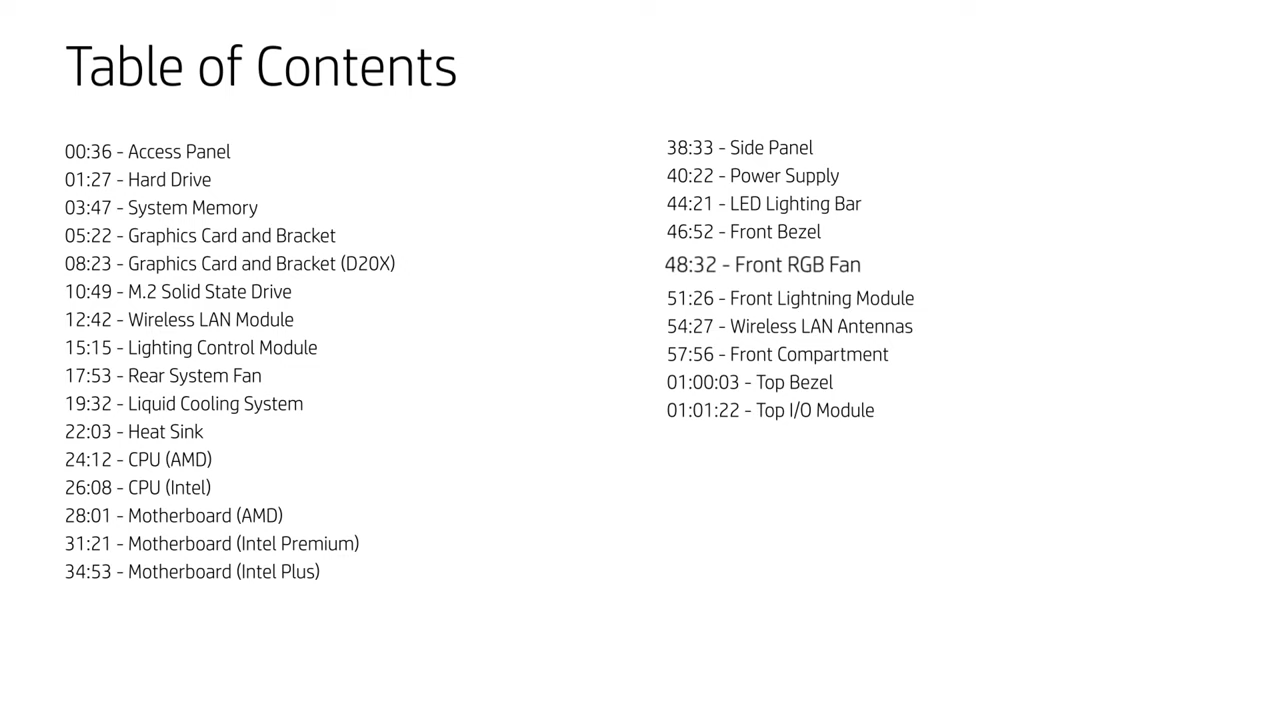 Table of Contents
00:36 - Access Panel
01:27 - Hard Drive
03:47 - System Memory
05:22 - Graphics Card and Bracket
08:23 - Graphics Card and Bracket (D20X)
10:49 - M.2 Solid State Drive
12:42 - Wireless LAN Module
15:15 - Lighting Control Module
17:53 - Rear System Fan
19:32 - Liquid Cooling System
22:03 - Heat Sink
24:12 - CPU (AMD)
26:08 - CPU (Intel)
28:01 - Motherboard (AMD)
31:21 - Motherboard (Intel Premium)
34:53 - Motherboard (Intel Plus)
38:33 - Side Panel
40:22 - Power Supply
44:21 - LED Lighting Bar
46:52 - Front Bezel
48:32 - Front RGB Fan
51:26 - Front Lightning Module
54:27 - Wireless LAN Antennas
57:56 - Front Compartment
01:00:03 - Top Bezel
01:01:22 - Top I/O Module